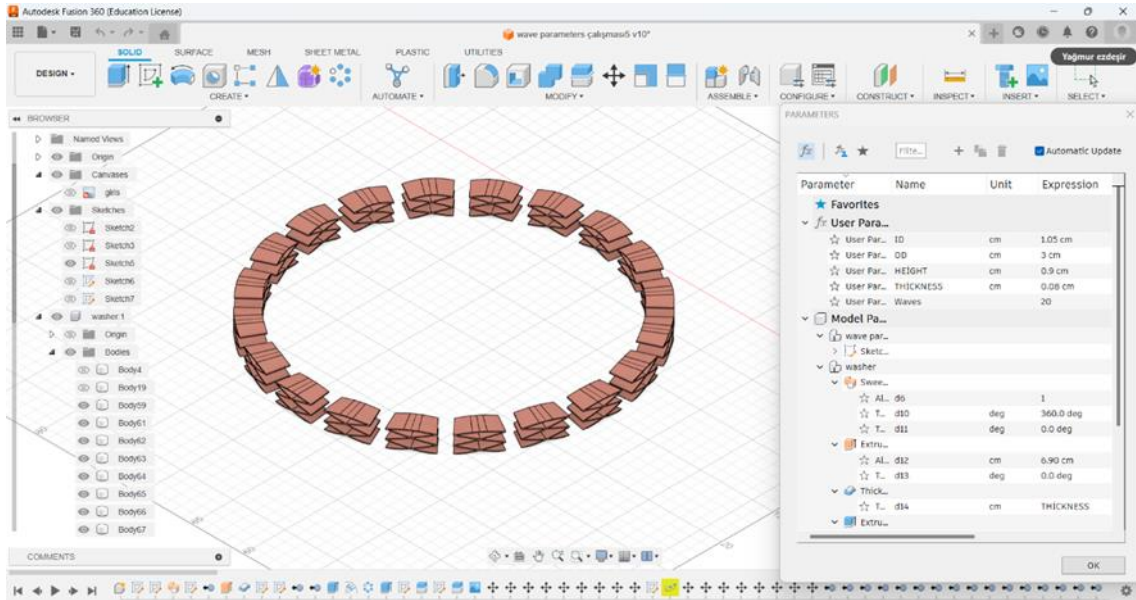 Autodesk Fusion 360 (Education License)
wave parameters çalışması5 v10*
Yağmur ezdeşir
DESIGN
SOLID SURFACE MESH SHEET METAL PLASTIC UTILITIES
CREATE AUTOMATE MODIFY ASSEMBLE CONFIGURE CONSTRUCT INSPECT INSERT SELECT
BROWSER
Named Views
Origin
Canvases
giris
Sketches
Sketch2
Sketch3
Sketch5
Sketch6
Sketch7
washer:1
Origin
Bodies
Body4
Body19
Body59
Body61
Body62
Body63
Body64
Body65
Body66
Body67
COMMENTS
PARAMETERS
fx Filte... Automatic Update
Parameter Name Unit Expression
Favorites
fx User Para...
User Par... ID cm 1.05 cm
User Par... OD cm 3 cm
User Par... HEİGHT cm 0.9 cm
User Par... THICKNESS cm 0.08 cm
User Par... Waves 20
Model Pa...
wave par...
Sketc...
washer
Swee...
Al... d6 1
T... d10 deg 360.0 deg
T... d11 deg 0.0 deg
Extru...
Al... d12 cm 6.90 cm
T... d13 deg 0.0 deg
Thick...
T... d14 cm THICKNESS
Extru...
OK